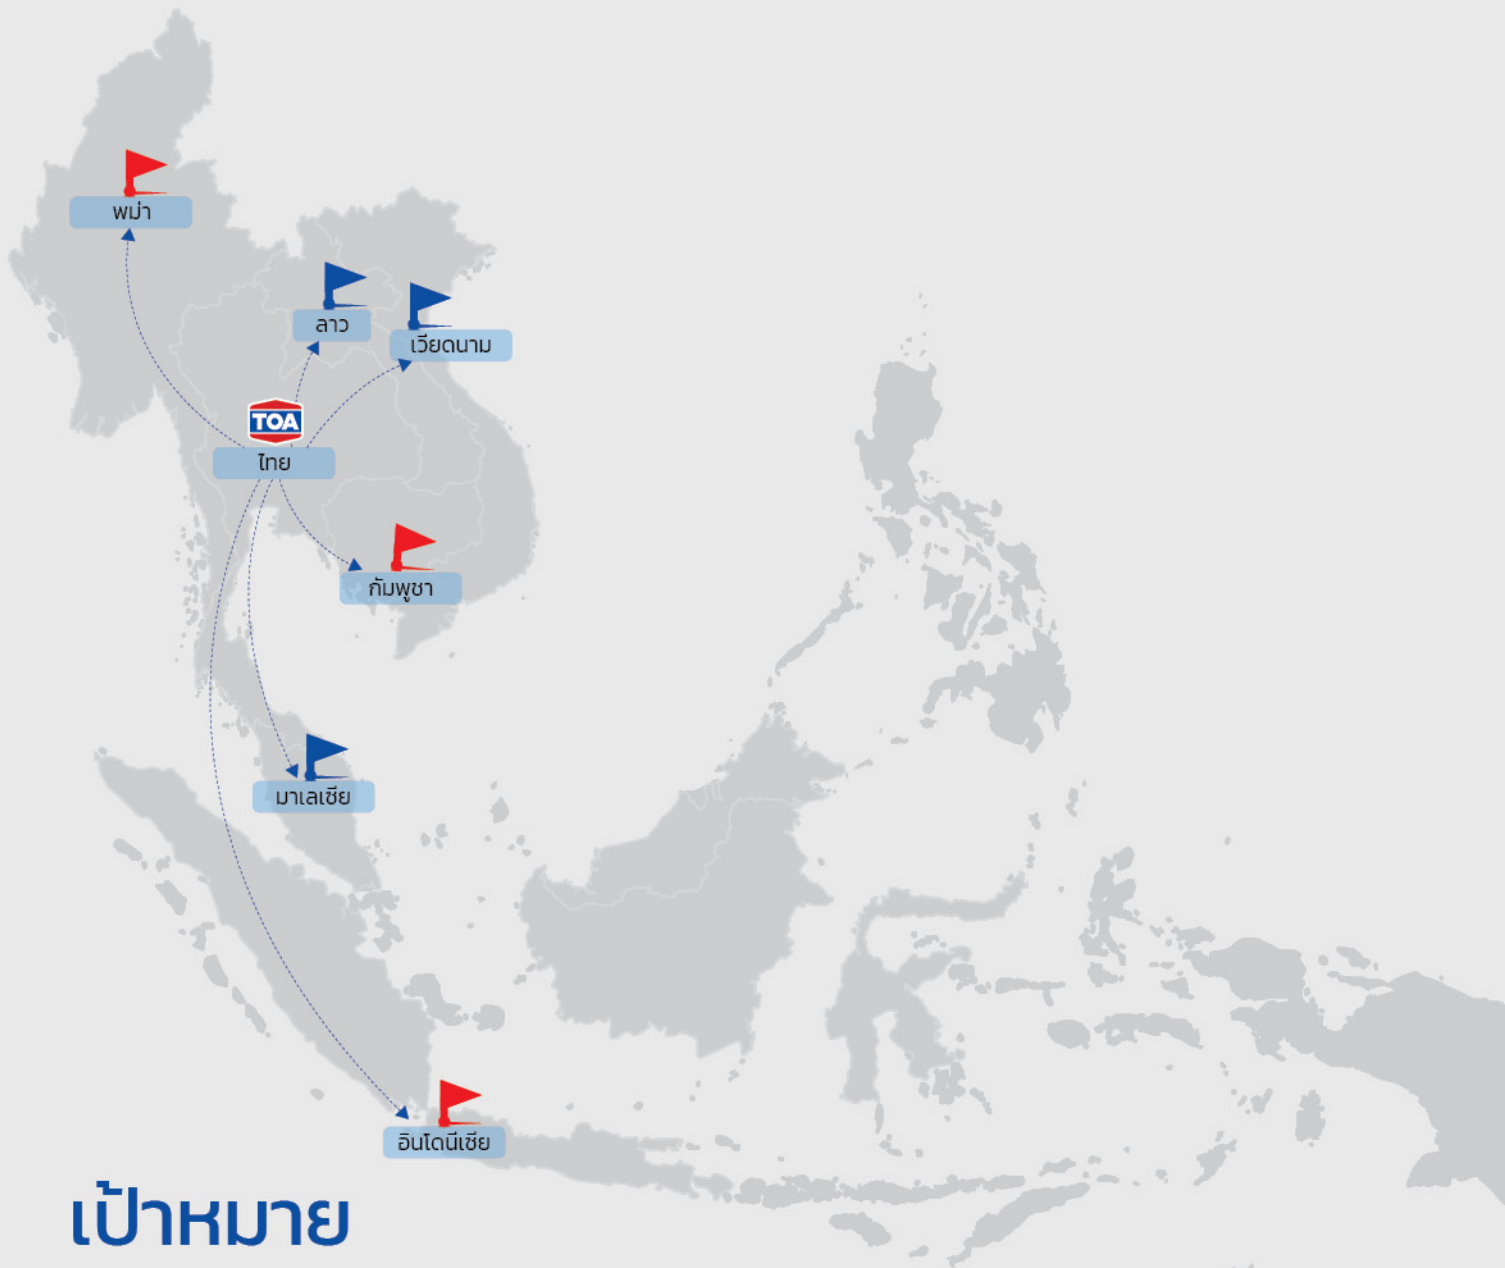 พม่า
ลาว
เวียดนาม
TOA
ไทย
กัมพูชา
มาเลเซีย
อินโดนีเซีย
เป้าหมาย